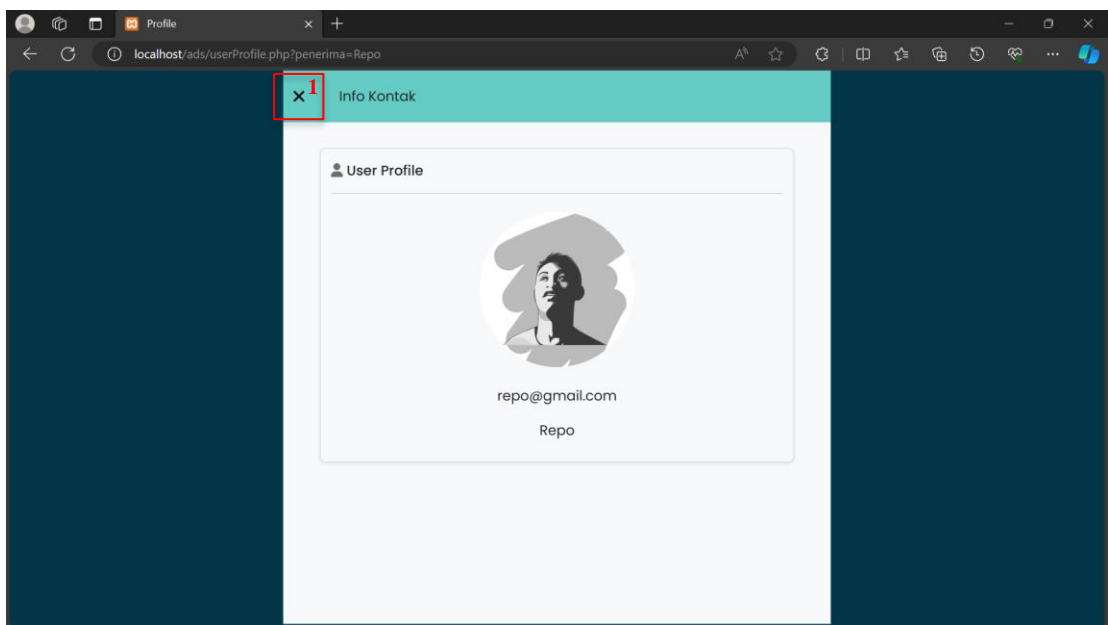 Profile
localhost/ads/userProfile.php?penerima=Repo
1
Info Kontak
User Profile
repo@gmail.com
Repo